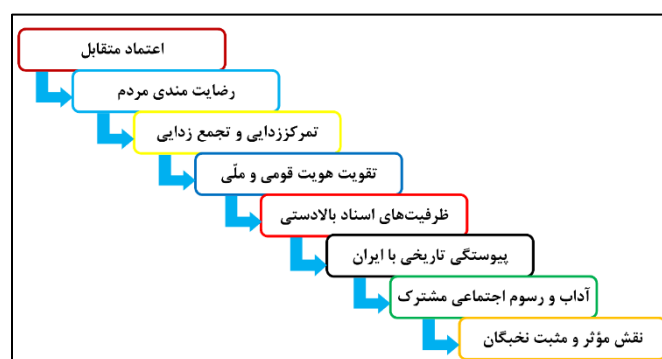 اعتماد متقابل
رضایت مندی مردم
تمرکززدایی و تجمع زدایی
تقویت هویت قومی و ملّی
ظرفیت‌های اسناد بالادستی
پیوستگی تاریخی با ایران
آداب و رسوم اجتماعی مشترک
نقش مؤثر و مثبت نخبگان